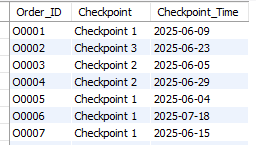 Order_ID Checkpoint Checkpoint_Time
O0001 Checkpoint 1 2025-06-09
O0002 Checkpoint 3 2025-06-23
O0003 Checkpoint 2 2025-06-05
O0004 Checkpoint 2 2025-06-29
O0005 Checkpoint 1 2025-06-04
O0006 Checkpoint 1 2025-07-18
O0007 Checkpoint 1 2025-06-15